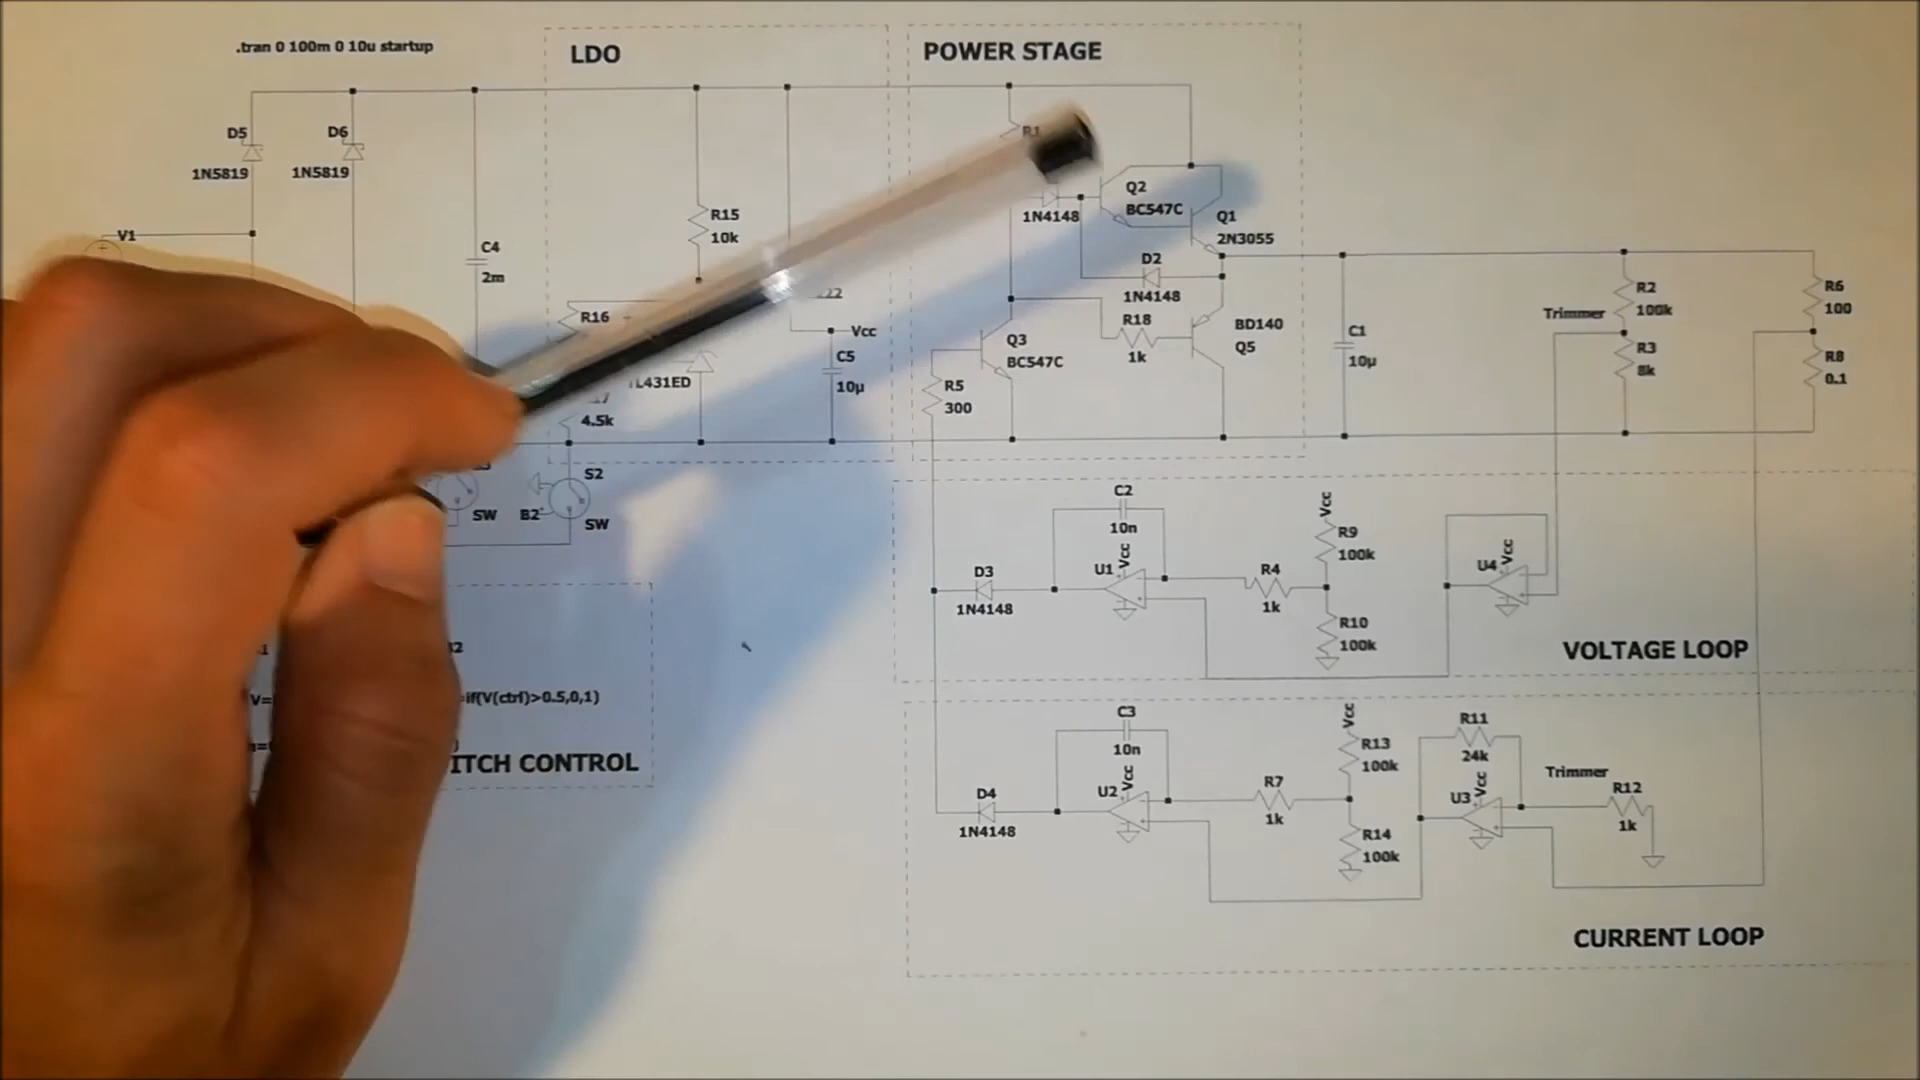 .tran 0 100m 0 10u startup
LDO
POWER STAGE
D5
1N5819
D6
1N5819
V1
C4
2m
R15
10k
R16
TL431ED
4.5k
Vcc
C5
10µ
R1
1N4148
Q2
BC547C
Q1
2N3055
D2
1N4148
R18
1k
BD140
Q5
Q3
BC547C
R5
300
C1
10µ
Trimmer
R2
100k
R3
8k
R6
100
R8
0.1
S2
SW
B2
SW
=if(V(ctrl)>0.5,0,1)
ITCH CONTROL
C2
10n
U1
Vcc
D3
1N4148
R4
1k
Vcc
R9
100k
R10
100k
U4
Vcc
VOLTAGE LOOP
C3
10n
U2
Vcc
D4
1N4148
R7
1k
Vcc
R13
100k
R14
100k
R11
24k
Vcc
U3
Trimmer
R12
1k
CURRENT LOOP